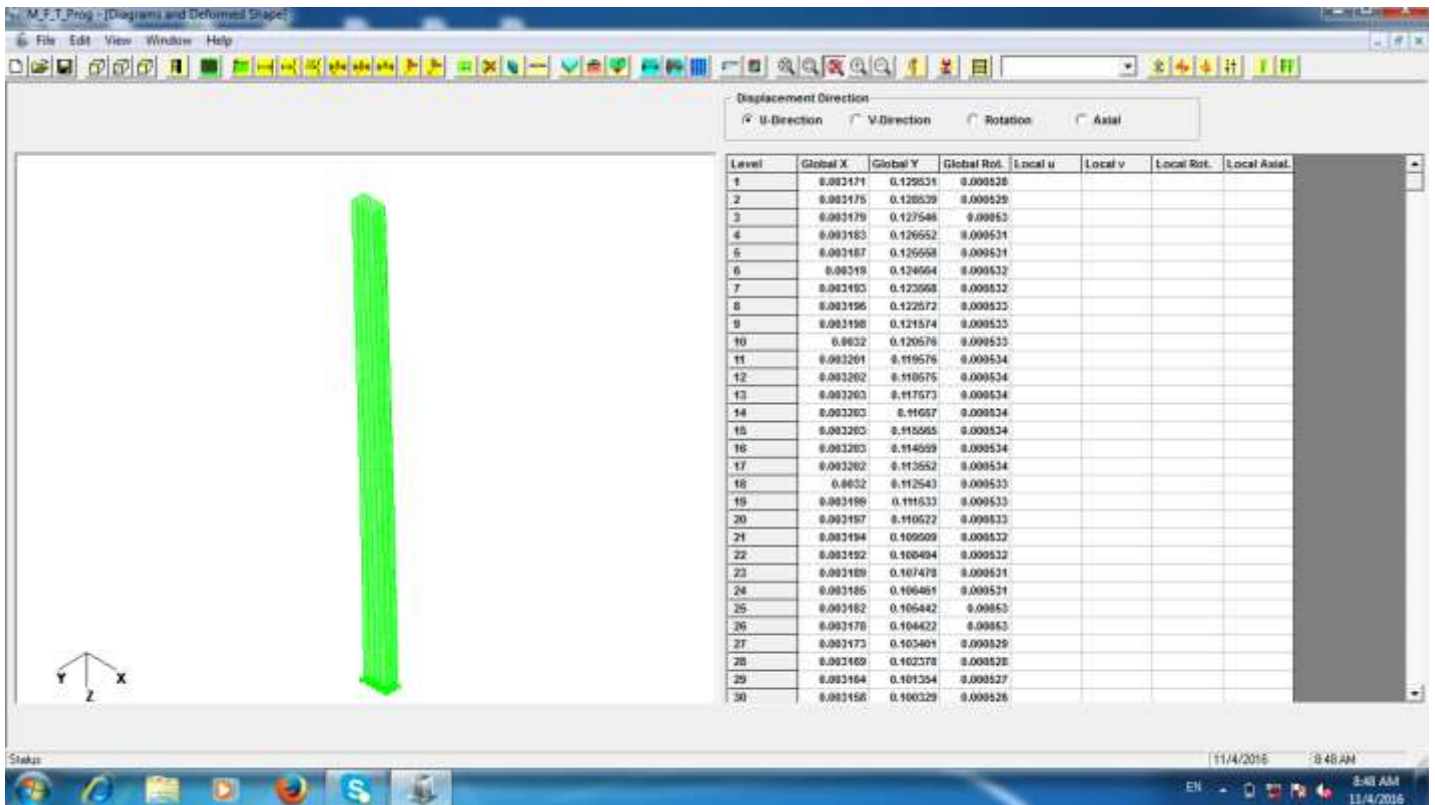 M_F_T_Prog - [Diagrams and Deformed Shape]
File Edit View Window Help
Displacement Direction
U-Direction V-Direction Rotation Axial
Level Global X Global Y Global Rot. Local u Local v Local Rot. Local Axial.
1 0.003171 0.129531 0.000528
2 0.003175 0.128539 0.000529
3 0.003179 0.127546 0.00053
4 0.003183 0.126552 0.000531
5 0.003187 0.125558 0.000531
6 0.00319 0.124564 0.000532
7 0.003193 0.123568 0.000532
8 0.003196 0.122572 0.000533
9 0.003198 0.121574 0.000533
10 0.0032 0.120576 0.000533
11 0.003201 0.119576 0.000534
12 0.003202 0.118575 0.000534
13 0.003203 0.117573 0.000534
14 0.003203 0.11657 0.000534
15 0.003203 0.115565 0.000534
16 0.003203 0.114559 0.000534
17 0.003202 0.113552 0.000534
18 0.0032 0.112543 0.000533
19 0.003199 0.111533 0.000533
20 0.003197 0.110522 0.000533
21 0.003194 0.109509 0.000532
22 0.003192 0.108494 0.000532
23 0.003189 0.107478 0.000531
24 0.003185 0.106461 0.000531
25 0.003182 0.105442 0.00053
26 0.003178 0.104422 0.00053
27 0.003173 0.103401 0.000529
28 0.003169 0.102378 0.000528
29 0.003164 0.101354 0.000527
30 0.003158 0.100329 0.000526
Y X
Z
Status 11/4/2016 8:48 AM
EN 8:48 AM
11/4/2016